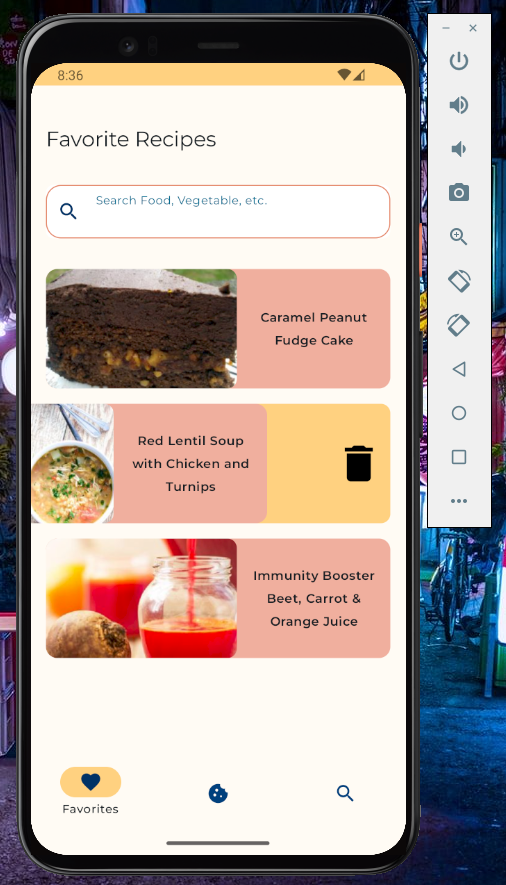 8:36
Favorite Recipes
Search Food, Vegetable, etc.
Caramel Peanut
Fudge Cake
Red Lentil Soup
with Chicken and
Turnips
Immunity Booster
Beet, Carrot &
Orange Juice
Favorites